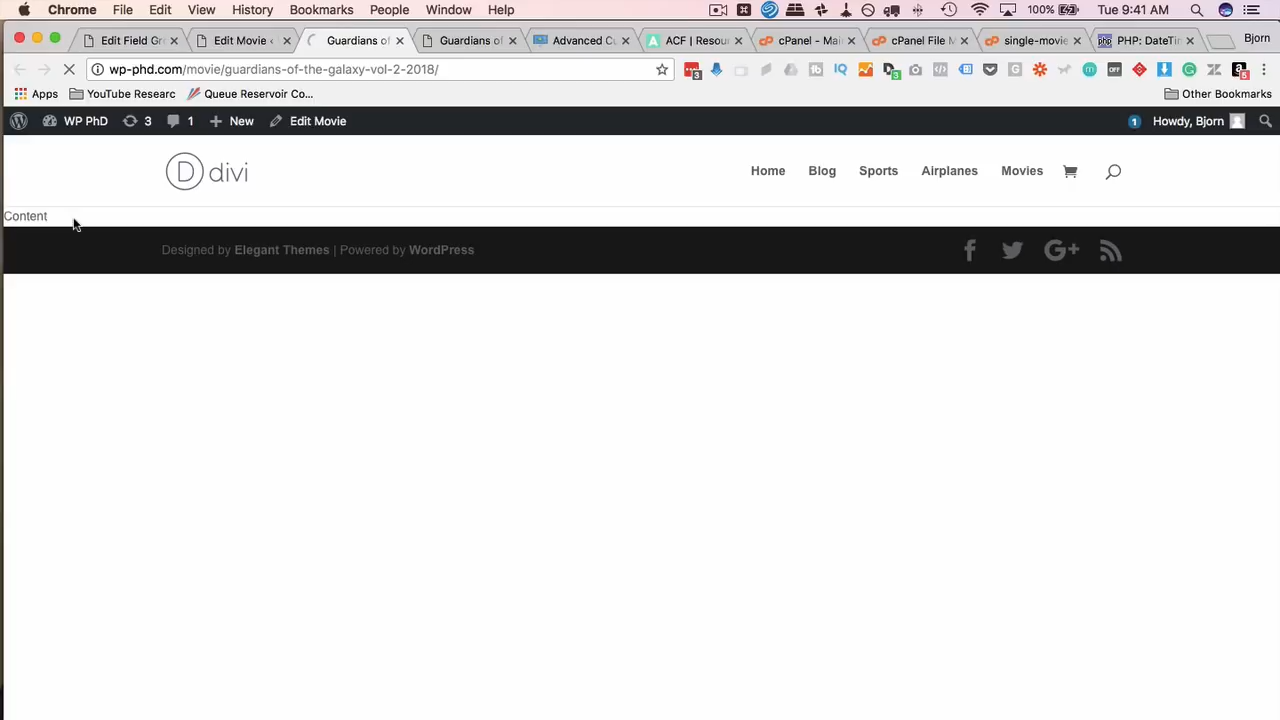 Chrome File Edit View History Bookmarks People Window Help 100% Tue 9:41 AM
Edit Field Gr Edit Movie ‹ Guardians of Guardians of Advanced Cu ACF | Resou cPanel - Mai cPanel File M single-movie PHP: DateTin Bjorn
wp-phd.com/movie/guardians-of-the-galaxy-vol-2-2018/
Apps YouTube Researc Queue Reservoir Co... Other Bookmarks
WP PhD 3 1 New Edit Movie 1 Howdy, Bjorn
D divi Home Blog Sports Airplanes Movies
Content
Designed by Elegant Themes | Powered by WordPress